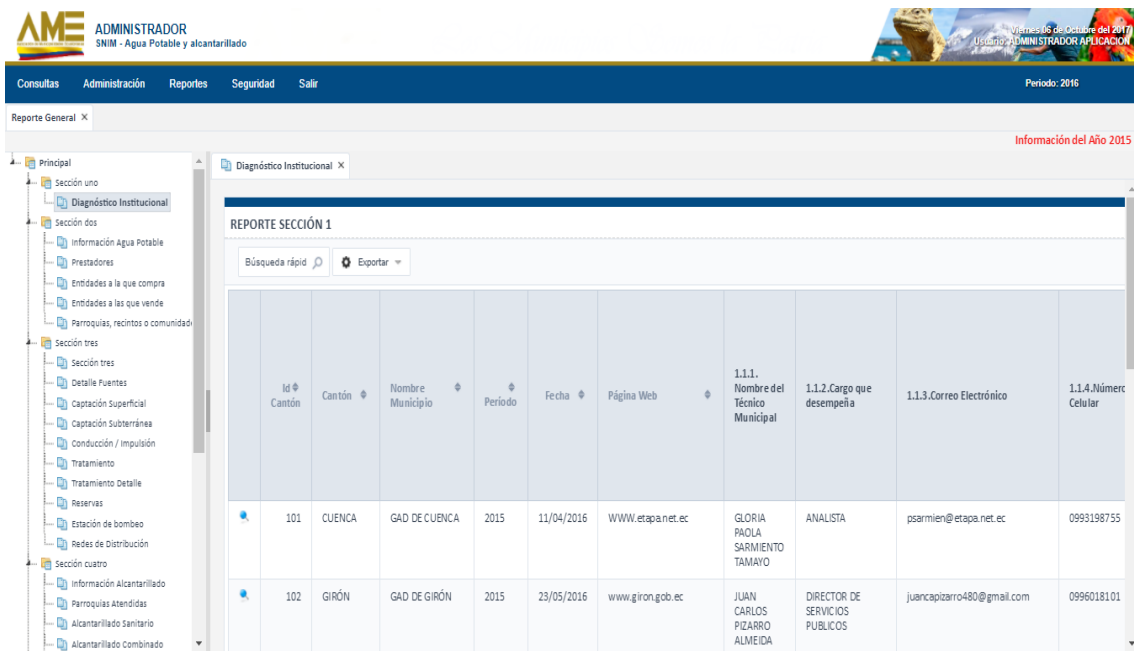 AME
ADMINISTRADOR
SNIM - Agua Potable y alcantarillado
Viernes,06 de Octubre del 2017
Usuario: ADMINISTRADOR APLICACION
Consultas Administración Reportes Seguridad Salir Periodo: 2016
Reporte General X
Información del Año 2015
Principal
Sección uno
Diagnóstico Institucional
Sección dos
Información Agua Potable
Prestadores
Entidades a la que compra
Entidades a las que vende
Parroquias, recintos o comunidade
Sección tres
Sección tres
Detalle Fuentes
Captación Superficial
Captación Subterránea
Conducción / Impulsión
Tratamiento
Tratamiento Detalle
Reservas
Estación de bombeo
Redes de Distribución
Sección cuatro
Información Alcantarillado
Parroquias Atendidas
Alcantarillado Sanitario
Alcantarillado Combinado
Diagnóstico Institucional X
REPORTE SECCIÓN 1
Búsqueda rápid Exportar
Id
Cantón
Cantón
Nombre
Municipio
Periodo
Fecha
Página Web
1.1.1.
Nombre del
Técnico
Municipal
1.1.2.Cargo que
desempeña
1.1.3.Correo Electrónico
1.1.4.Número
Celular
101 CUENCA GAD DE CUENCA 2015 11/04/2016 WWW.etapa.net.ec GLORIA ANALISTA psarmien@etapa.net.ec 0993198755
PAOLA
SARMIENTO
TAMAYO
102 GIRÓN GAD DE GIRÓN 2015 23/05/2016 www.giron.gob.ec JUAN DIRECTOR DE juancapizarro480@gmail.com 0996018101
CARLOS SERVICIOS
PIZARRO PUBLICOS
ALMEIDA